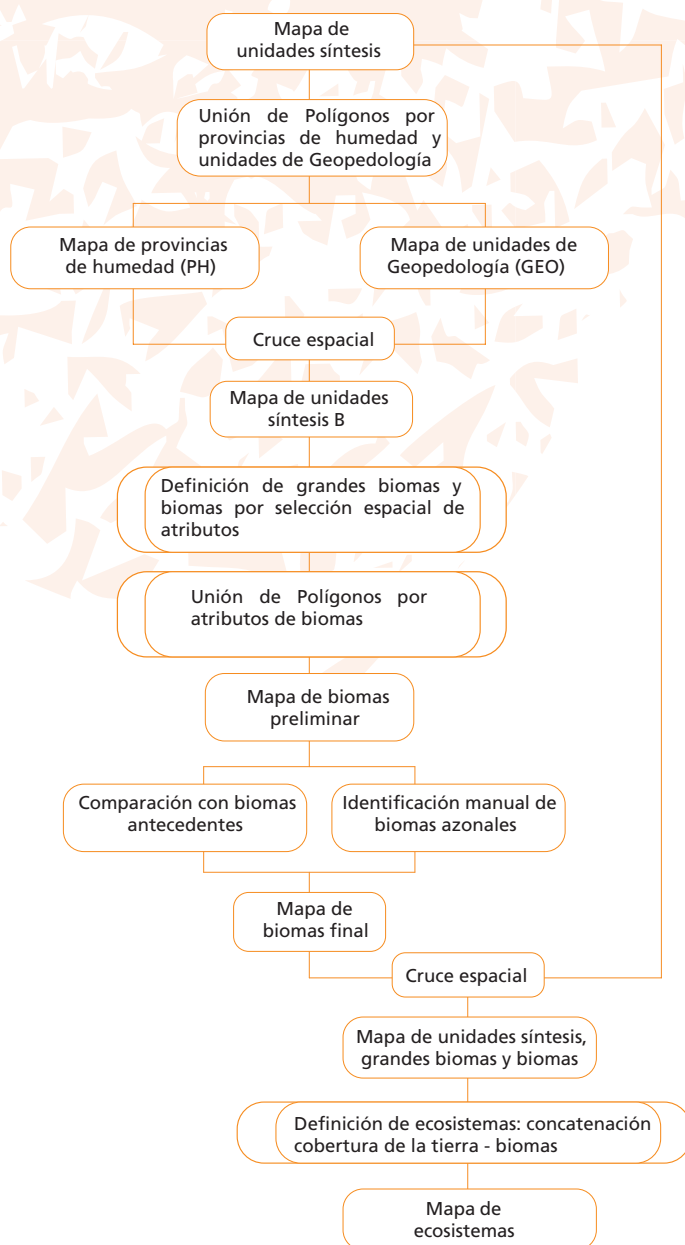 Mapa de
unidades síntesis
Unión de Polígonos por
provincias de humedad y
unidades de Geopedología
Mapa de provincias
de humedad (PH)
Mapa de unidades de
Geopedología (GEO)
Cruce espacial
Mapa de unidades
síntesis B
Definición de grandes biomas y
biomas por selección espacial de
atributos
Unión de Polígonos por
atributos de biomas
Mapa de biomas
preliminar
Comparación con biomas
antecedentes
Identificación manual de
biomas azonales
Mapa de
biomas final
Cruce espacial
Mapa de unidades síntesis,
grandes biomas y biomas
Definición de ecosistemas: concatenación
cobertura de la tierra - biomas
Mapa de
ecosistemas